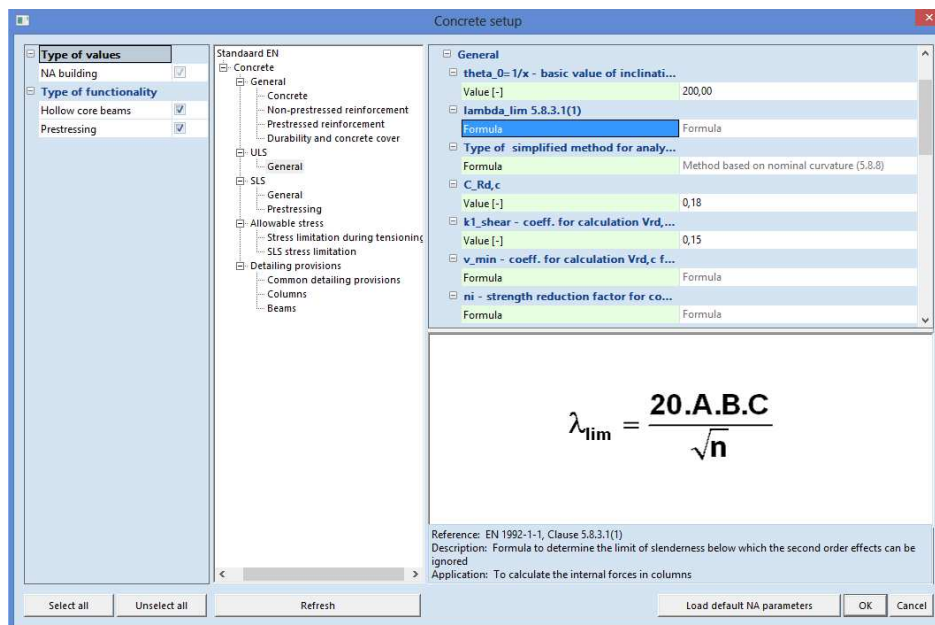 Concrete setup
Type of values
NA building
Type of functionality
Hollow core beams
Prestressing
Standaard EN
Concrete
General
Concrete
Non-prestressed reinforcement
Prestressed reinforcement
Durability and concrete cover
ULS
General
SLS
General
Prestressing
Allowable stress
Stress limitation during tensioning
SLS stress limitation
Detailing provisions
Common detailing provisions
Columns
Beams
General
theta_0=1/x - basic value of inclinati...
Value [-] 200,00
lambda_lim 5.8.3.1(1)
Formula Formula
Type of simplified method for analy...
Formula Method based on nominal curvature (5.8.8)
C_Rd,c
Value [-] 0,18
k1_shear - coeff. for calculation Vrd,...
Value [-] 0,15
v_min - coeff. for calculation Vrd,c f...
Formula Formula
ni - strength reduction factor for co...
Formula Formula
λlim = 20.A.B.C / √n
Reference: EN 1992-1-1, Clause 5.8.3.1(1)
Description: Formula to determine the limit of slenderness below which the second order effects can be
ignored
Application: To calculate the internal forces in columns
Select all Unselect all Refresh Load default NA parameters OK Cancel